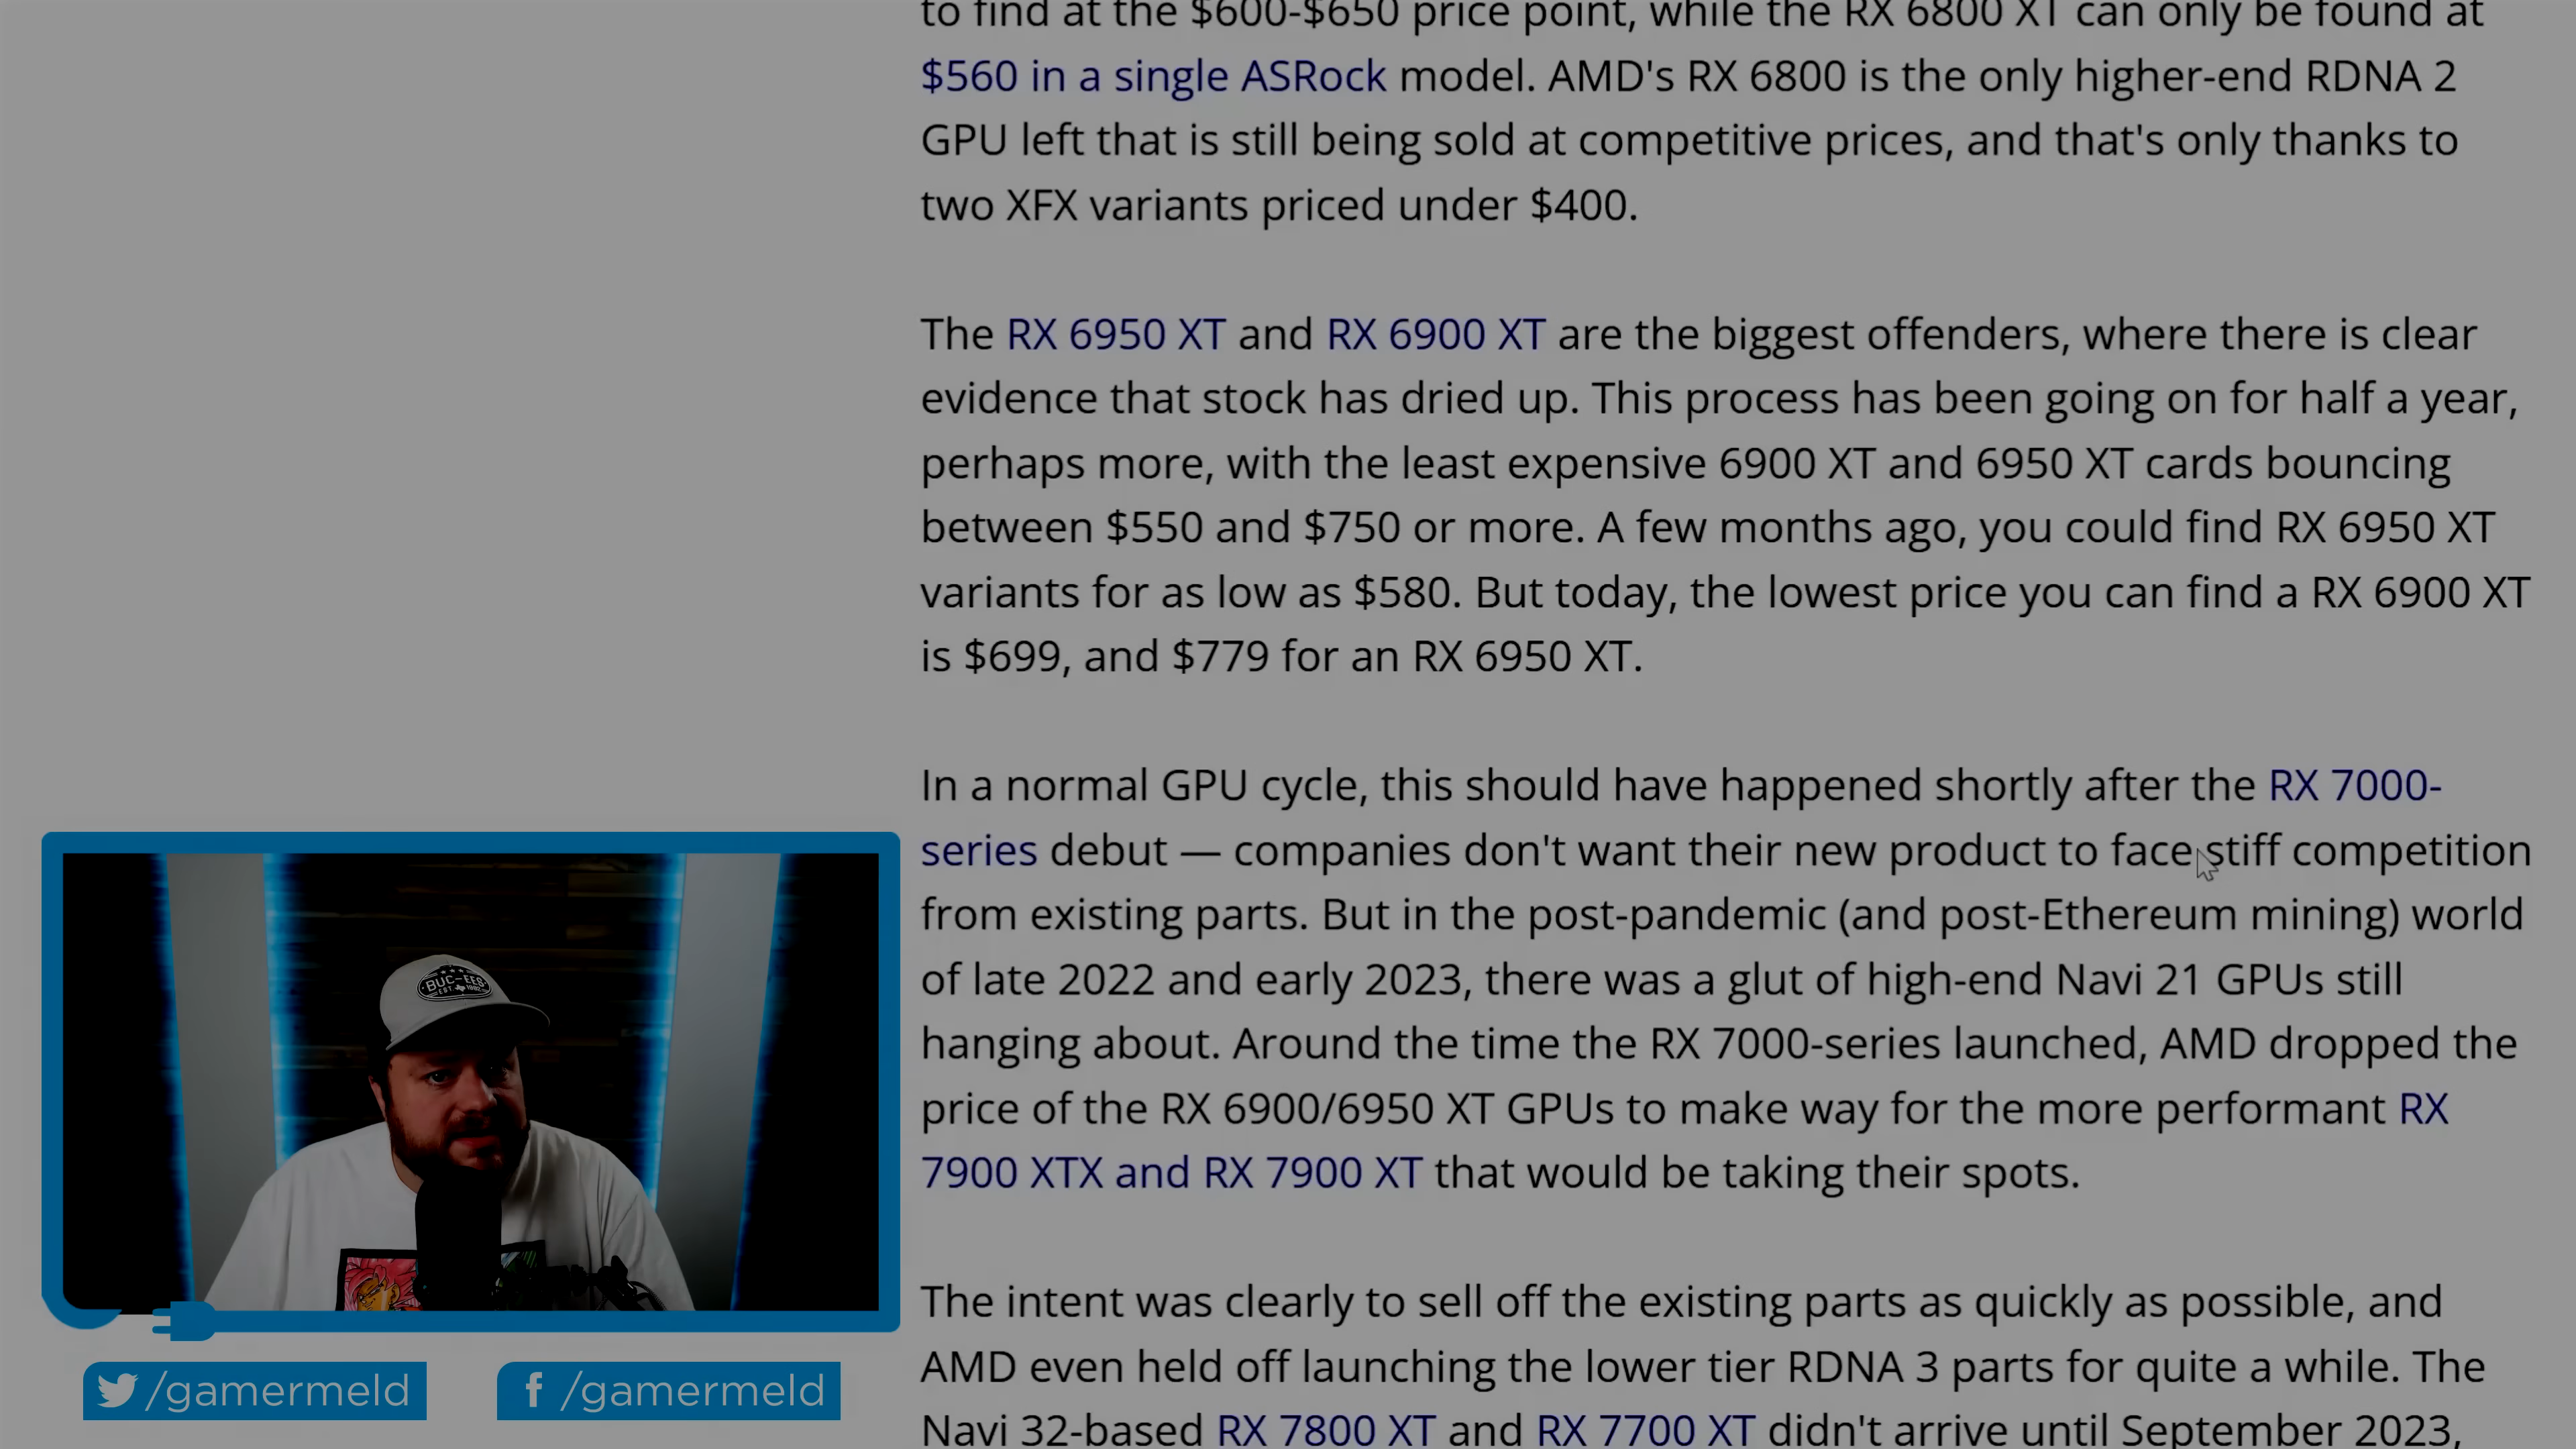 to find at the $600-$650 price point, while the RX 6800 XT can only be found at
$560 in a single ASRock model. AMD's RX 6800 is the only higher-end RDNA 2
GPU left that is still being sold at competitive prices, and that's only thanks to
two XFX variants priced under $400.
The RX 6950 XT and RX 6900 XT are the biggest offenders, where there is clear
evidence that stock has dried up. This process has been going on for half a year,
perhaps more, with the least expensive 6900 XT and 6950 XT cards bouncing
between $550 and $750 or more. A few months ago, you could find RX 6950 XT
variants for as low as $580. But today, the lowest price you can find a RX 6900 XT
is $699, and $779 for an RX 6950 XT.
In a normal GPU cycle, this should have happened shortly after the RX 7000-
series debut — companies don't want their new product to face stiff competition
from existing parts. But in the post-pandemic (and post-Ethereum mining) world
of late 2022 and early 2023, there was a glut of high-end Navi 21 GPUs still
hanging about. Around the time the RX 7000-series launched, AMD dropped the
price of the RX 6900/6950 XT GPUs to make way for the more performant RX
7900 XTX and RX 7900 XT that would be taking their spots.
The intent was clearly to sell off the existing parts as quickly as possible, and
AMD even held off launching the lower tier RDNA 3 parts for quite a while. The
Navi 32-based RX 7800 XT and RX 7700 XT didn't arrive until September 2023,
BUC-EE'S
/gamermeld
/gamermeld